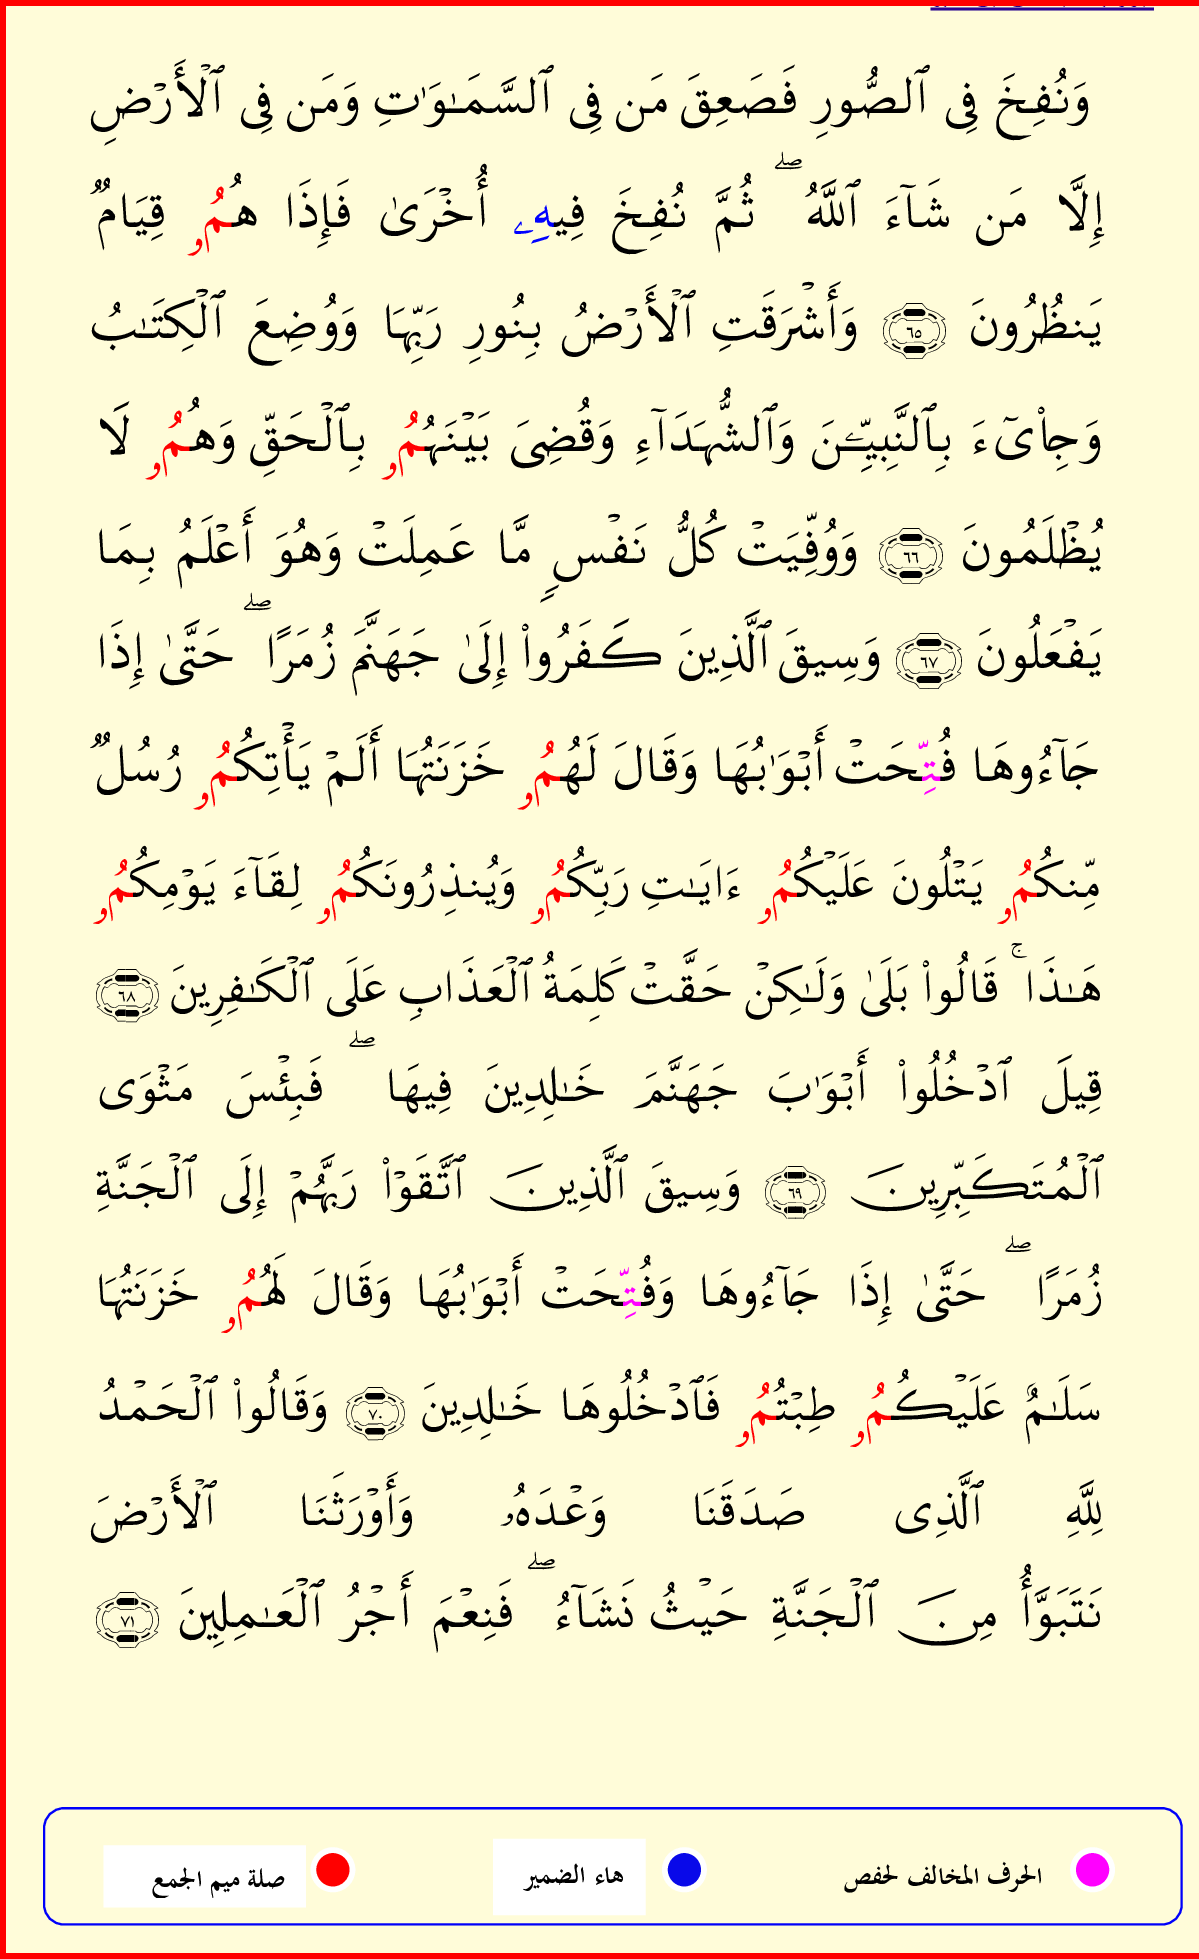 وَنُفِخَ فِى ٱلصُّورِ فَصَعِقَ مَن فِى ٱلسَّمَـٰوَٰتِ وَمَن فِى ٱلْأَرْضِ
إِلَّا مَن شَآءَ ٱللَّهُ ۖ ثُمَّ نُفِخَ فِيهِۦ أُخْرَىٰ فَإِذَا هُمُۥ قِيَامٌ
يَنظُرُونَ ٦٥ وَأَشْرَقَتِ ٱلْأَرْضُ بِنُورِ رَبِّهَا وَوُضِعَ ٱلْكِتَـٰبُ
وَجِا۟ىٓءَ بِٱلنَّبِيِّـۧنَ وَٱلشُّهَدَآءِ وَقُضِىَ بَيْنَهُمُۥ بِٱلْحَقِّ وَهُمُۥ لَا
يُظْلَمُونَ ٦٦ وَوُفِّيَتْ كُلُّ نَفْسٍ مَّا عَمِلَتْ وَهُوَ أَعْلَمُ بِمَا
يَفْعَلُونَ ٦٧ وَسِيقَ ٱلَّذِينَ كَفَرُوا۟ إِلَىٰ جَهَنَّمَ زُمَرًا ۖ حَتَّىٰ إِذَا
جَآءُوهَا فُتِّحَتْ أَبْوَٰبُهَا وَقَالَ لَهُمُۥ خَزَنَتُهَا أَلَمْ يَأْتِكُمُۥ رُسُلٌ
مِّنكُمُۥ يَتْلُونَ عَلَيْكُمُۥ ءَايَـٰتِ رَبِّكُمُۥ وَيُنذِرُونَكُمُۥ لِقَآءَ يَوْمِكُمُۥ
هَـٰذَا ۚ قَالُوا۟ بَلَىٰ وَلَـٰكِنْ حَقَّتْ كَلِمَةُ ٱلْعَذَابِ عَلَى ٱلْكَـٰفِرِينَ ٦٨
قِيلَ ٱدْخُلُوا۟ أَبْوَٰبَ جَهَنَّمَ خَـٰلِدِينَ فِيهَا ۖ فَبِئْسَ مَثْوَى
ٱلْمُتَكَبِّرِينَ ٦٩ وَسِيقَ ٱلَّذِينَ ٱتَّقَوْا۟ رَبَّهُمْ إِلَى ٱلْجَنَّةِ
زُمَرًا ۖ حَتَّىٰ إِذَا جَآءُوهَا وَفُتِّحَتْ أَبْوَٰبُهَا وَقَالَ لَهُمُۥ خَزَنَتُهَا
سَلَـٰمٌ عَلَيْكُمُۥ طِبْتُمُۥ فَٱدْخُلُوهَا خَـٰلِدِينَ ٧٠ وَقَالُوا۟ ٱلْحَمْدُ
لِلَّهِ ٱلَّذِى صَدَقَنَا وَعْدَهُۥ وَأَوْرَثَنَا ٱلْأَرْضَ
نَتَبَوَّأُ مِنَ ٱلْجَنَّةِ حَيْثُ نَشَآءُ ۖ فَنِعْمَ أَجْرُ ٱلْعَـٰمِلِينَ ٧١
الحرف المخالف لحفص هاء الضمير صلة ميم الجمع